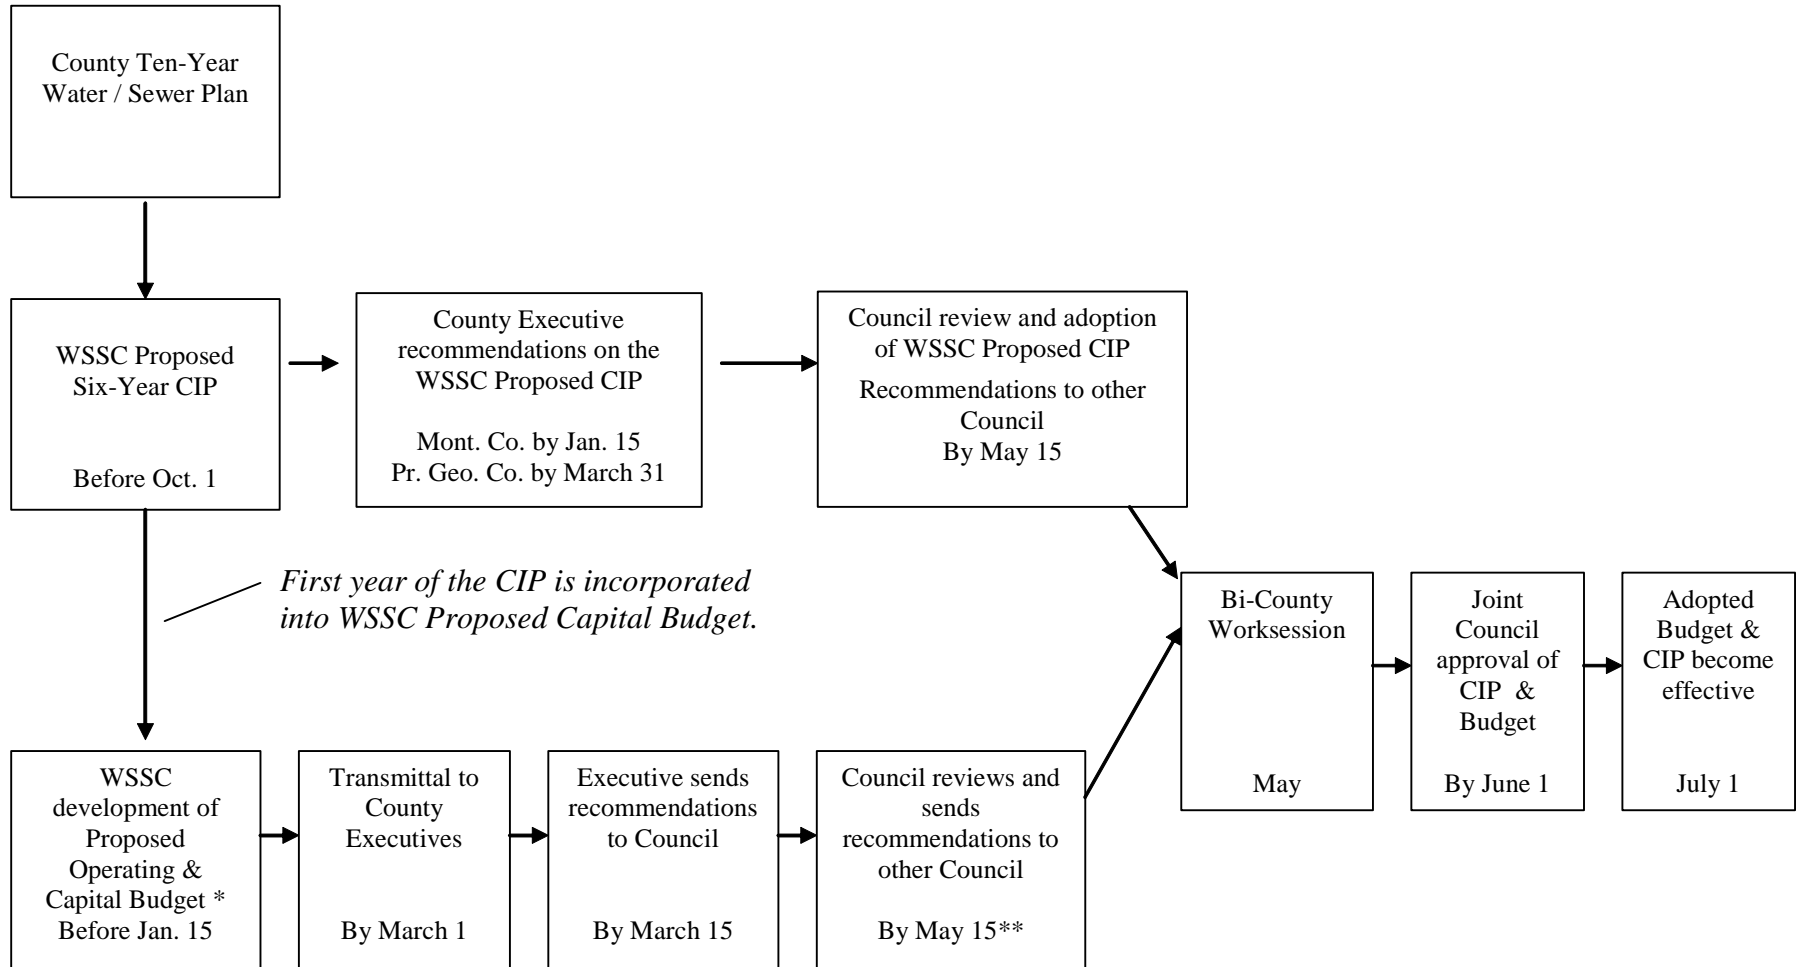 County Ten-Year
Water / Sewer Plan
WSSC Proposed
Six-Year CIP
Before Oct. 1
County Executive
recommendations on the
WSSC Proposed CIP
Mont. Co. by Jan. 15
Pr. Geo. Co. by March 31
Council review and adoption
of WSSC Proposed CIP
Recommendations to other
Council
By May 15
First year of the CIP is incorporated
into WSSC Proposed Capital Budget.
WSSC
development of
Proposed
Operating &
Capital Budget *
Before Jan. 15
Transmittal to
County
Executives
By March 1
Executive sends
recommendations
to Council
By March 15
Council reviews and
sends
recommendations to
other Council
By May 15**
Bi-County
Worksession
May
Joint
Council
approval of
CIP &
Budget
By June 1
Adopted
Budget &
CIP become
effective
July 1